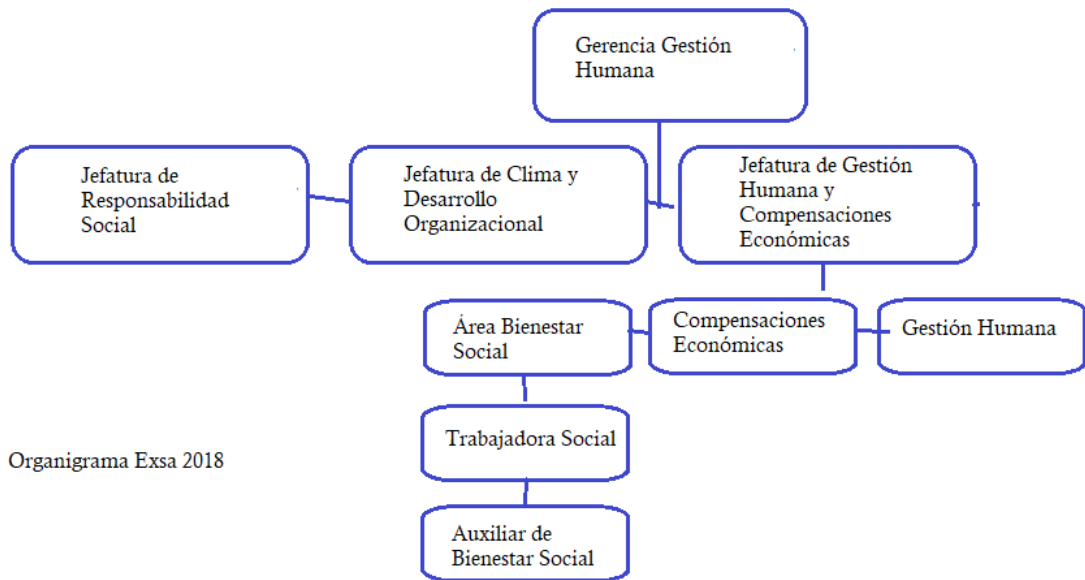 Gerencia Gestión
Humana
Jefatura de
Responsabilidad
Social
Jefatura de Clima y
Desarrollo
Organizacional
Jefatura de Gestión
Humana y
Compensaciones
Económicas
Área Bienestar
Social
Compensaciones
Económicas
Gestión Humana
Trabajadora Social
Organigrama Exsa 2018
Auxiliar de
Bienestar Social